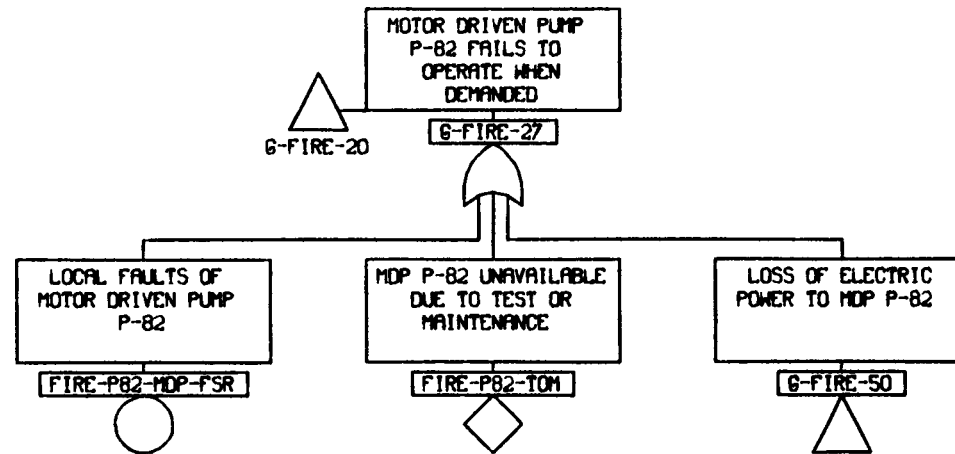 MOTOR DRIVEN PUMP
P-82 FAILS TO
OPERATE WHEN
DEMANDED
G-FIRE-20
G-FIRE-27
LOCAL FAULTS OF
MOTOR DRIVEN PUMP
P-82
MDP P-82 UNAVAILABLE
DUE TO TEST OR
MAINTENANCE
LOSS OF ELECTRIC
POWER TO MDP P-82
FIRE-P82-MDP-FSR
FIRE-P82-TOM
G-FIRE-50